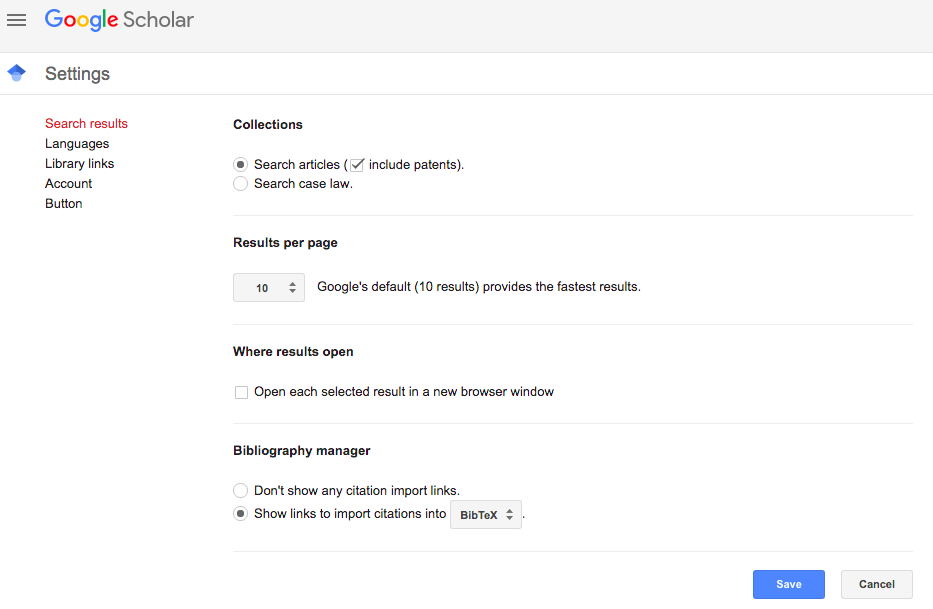 Google Scholar
Settings
Search results
Languages
Library links
Account
Button
Collections
Search articles ( include patents).
Search case law.
Results per page
10 Google's default (10 results) provides the fastest results.
Where results open
Open each selected result in a new browser window
Bibliography manager
Don't show any citation import links.
Show links to import citations into BibTeX .
Save Cancel